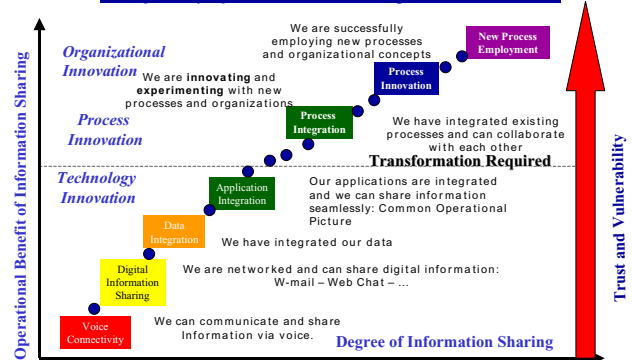 We are successfully
employing new processes
and organizational concepts
New Process
Employment
Organizational
Innovation
We are innovating and
experimenting with new
processes and organizations
Process
Innovation
Process
Integration
We have integrated existing
processes and can collaborate
with each other
Process
Innovation
Transformation Required
Technology
Innovation
Application
Integration
Our applications are integrated
and we can share information
seamlessly: Common Operational
Picture
Data
Integration
We have integrated our data
Digital
Information
Sharing
We are networked and can share digital information:
W-mail – Web Chat – ...
Voice
Connectivity
We can communicate and share
Information via voice.
Degree of Information Sharing
Operational Benefit of Information Sharing
Trust and Vulnerability